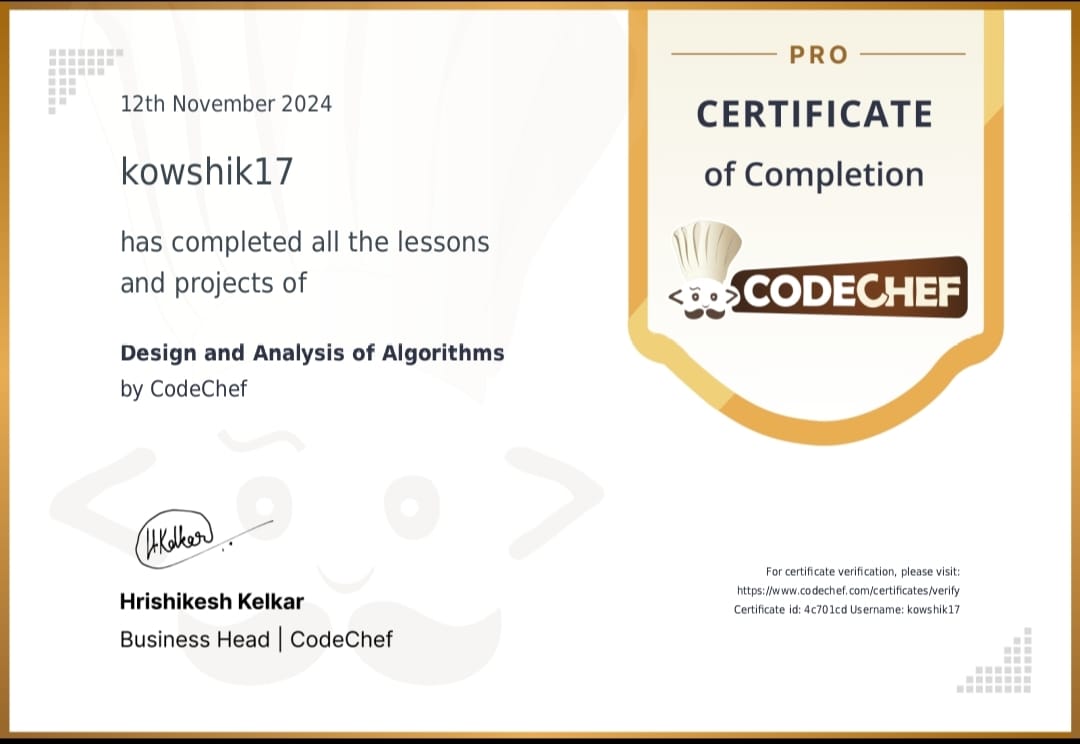 12th November 2024
kowshik17
has completed all the lessons
and projects of
Design and Analysis of Algorithms
by CodeChef
HKelkar
Hrishikesh Kelkar
Business Head | CodeChef
PRO
CERTIFICATE
of Completion
CODECHEF
For certificate verification, please visit:
https://www.codechef.com/certificates/verify
Certificate id: 4c701cd Username: kowshik17